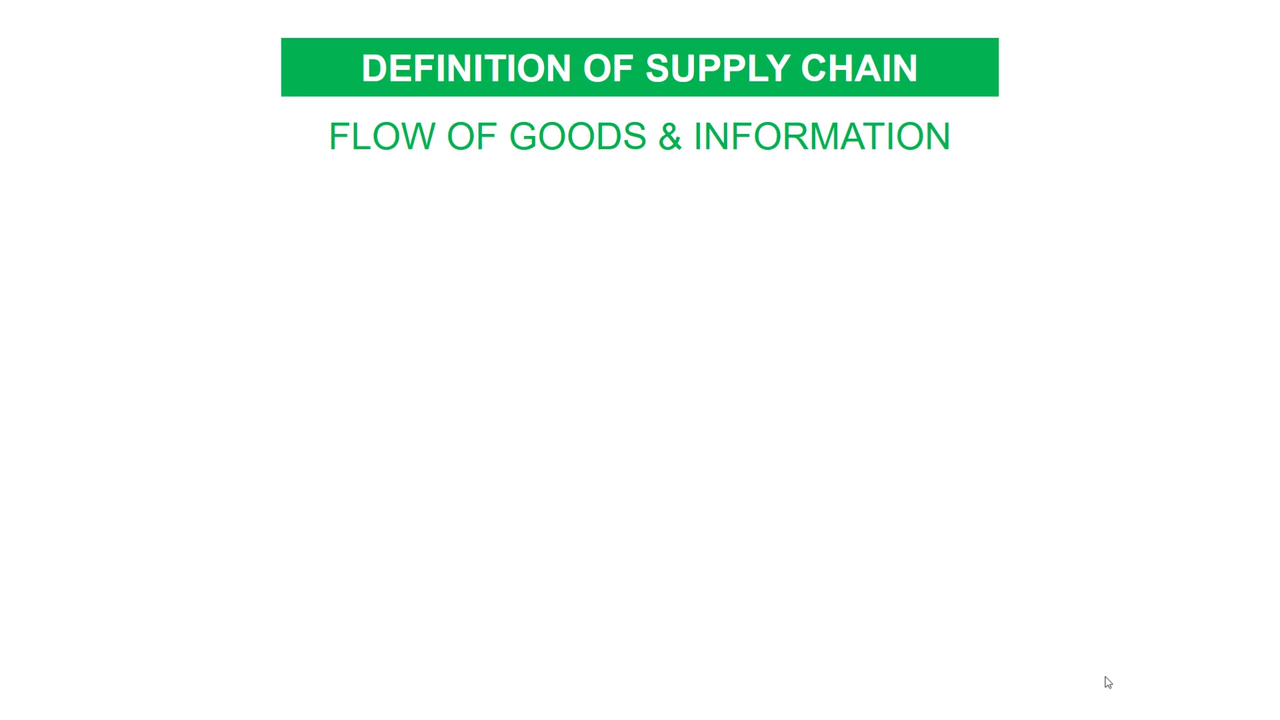 DEFINITION OF SUPPLY CHAIN
FLOW OF GOODS & INFORMATION